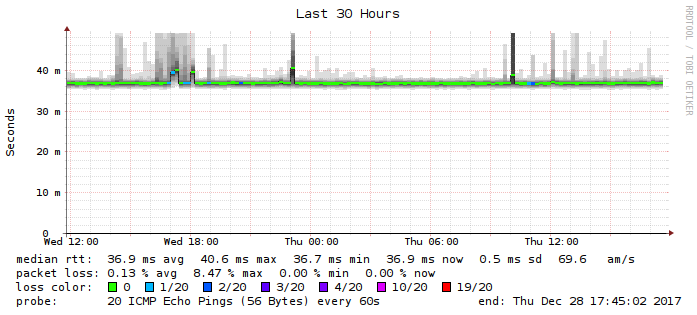 Last 30 Hours
RRDTOOL / TOBI OETIKER
Seconds
40 m
30 m
20 m
10 m
0
Wed 12:00 Wed 18:00 Thu 00:00 Thu 06:00 Thu 12:00
median rtt: 36.9 ms avg 40.6 ms max 36.7 ms min 36.9 ms now 0.5 ms sd 69.6 am/s
packet loss: 0.13 % avg 8.47 % max 0.00 % min 0.00 % now
loss color: 0 1/20 2/20 3/20 4/20 10/20 19/20
probe: 20 ICMP Echo Pings (56 Bytes) every 60s end: Thu Dec 28 17:45:02 2017